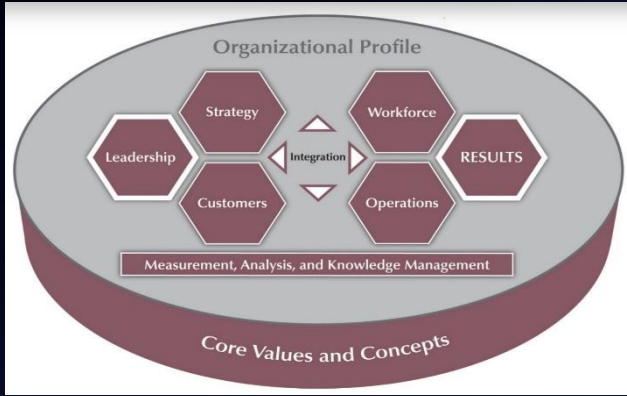 Organizational Profile
Strategy
Workforce
Leadership
Integration
RESULTS
Customers
Operations
Measurement, Analysis, and Knowledge Management
Core Values and Concepts